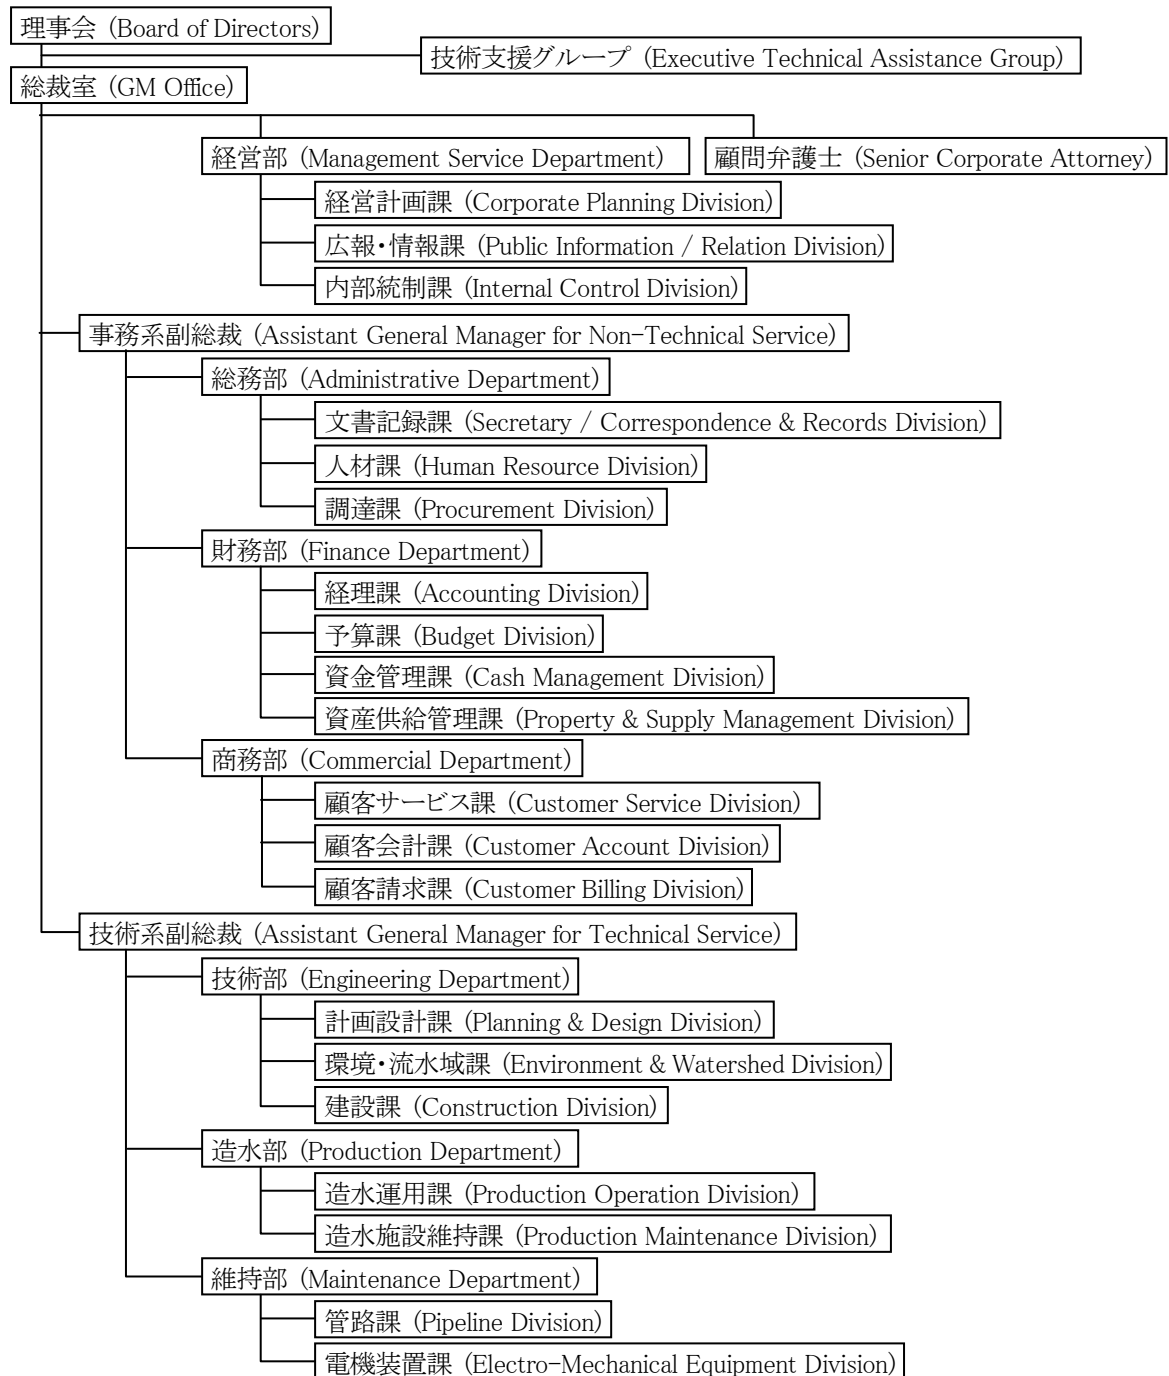 理事会 (Board of Directors)
技術支援グループ (Executive Technical Assistance Group)
総裁室 (GM Office)
経営部 (Management Service Department)
顧問弁護士 (Senior Corporate Attorney)
経営計画課 (Corporate Planning Division)
広報・情報課 (Public Information / Relation Division)
内部統制課 (Internal Control Division)
事務系副総裁 (Assistant General Manager for Non-Technical Service)
総務部 (Administrative Department)
文書記録課 (Secretary / Correspondence & Records Division)
人材課 (Human Resource Division)
調達課 (Procurement Division)
財務部 (Finance Department)
経理課 (Accounting Division)
予算課 (Budget Division)
資金管理課 (Cash Management Division)
資産供給管理課 (Property & Supply Management Division)
商務部 (Commercial Department)
顧客サービス課 (Customer Service Division)
顧客会計課 (Customer Account Division)
顧客請求課 (Customer Billing Division)
技術系副総裁 (Assistant General Manager for Technical Service)
技術部 (Engineering Department)
計画設計課 (Planning & Design Division)
環境・流水域課 (Environment & Watershed Division)
建設課 (Construction Division)
造水部 (Production Department)
造水運用課 (Production Operation Division)
造水施設維持課 (Production Maintenance Division)
維持部 (Maintenance Department)
管路課 (Pipeline Division)
電機装置課 (Electro-Mechanical Equipment Division)